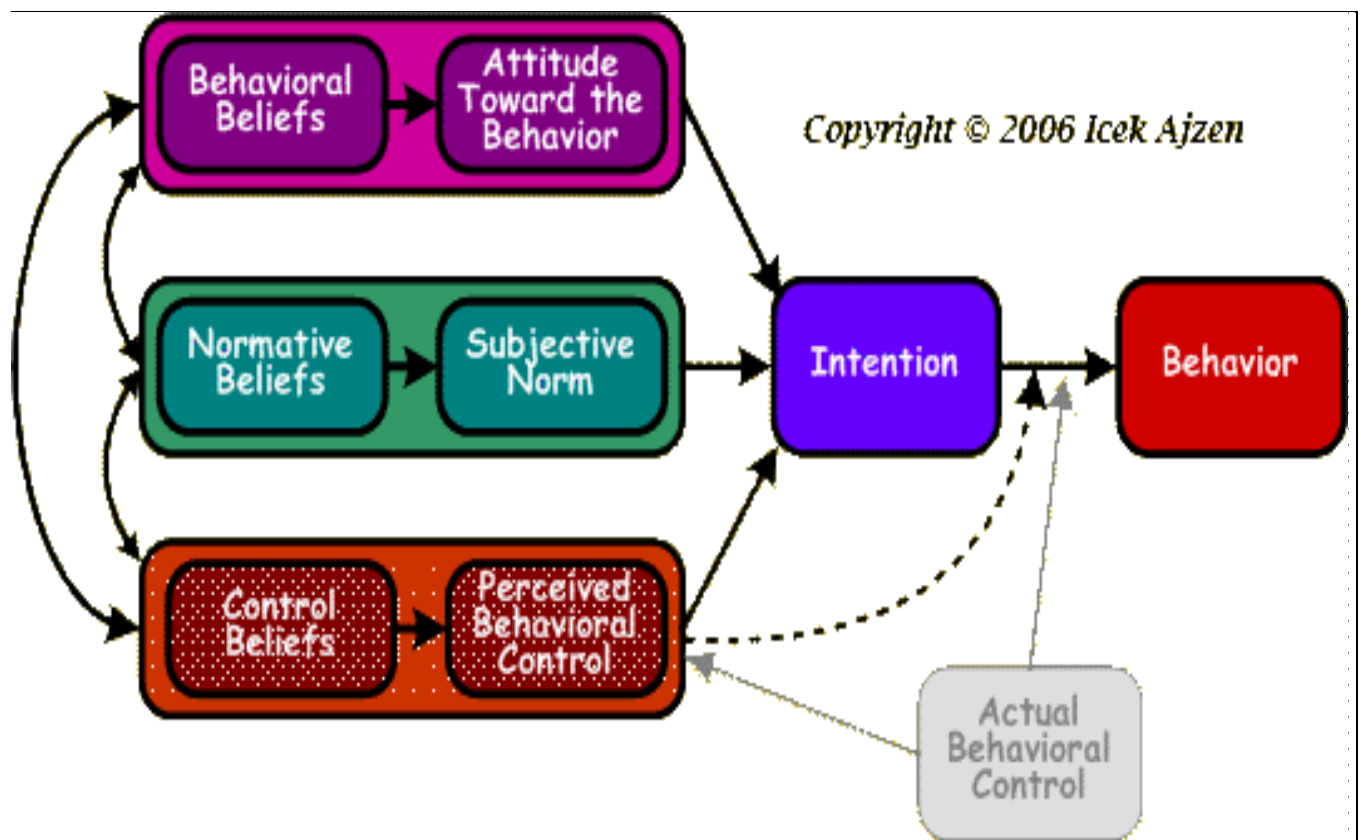 Behavioral
Beliefs
Attitude
Toward the
Behavior
Copyright © 2006 Icek Ajzen
Normative
Beliefs
Subjective
Norm
Intention
Behavior
Control
Beliefs
Perceived
Behavioral
Control
Actual
Behavioral
Control